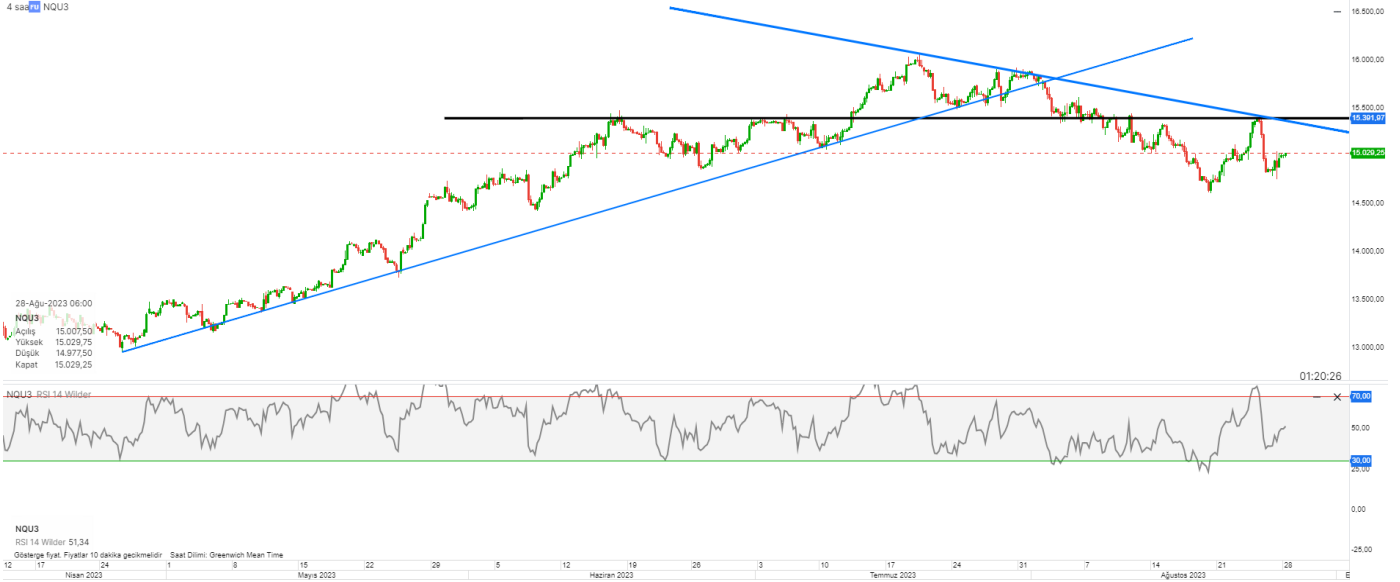 4 saa FU NQU3
16.500,00
16.000,00
15.500,00
15.391,97
15.029,25
14.500,00
14.000,00
13.500,00
13.000,00
28-Ağu-2023 06:00
NQU3
Açılış 15.007,50
Yüksek 15.029,75
Düşük 14.977,50
Kapat 15.029,25
01:20:26
NQU3 RSI 14 Wilder
70,00
50,00
30,00
25,00
0,00
-25,00
NQU3
RSI 14 Wilder 51,34
Gösterge fiyat. Fiyatlar 10 dakika gecikmelidir Saat Dilimi: Greenwich Mean Time
12 17 24 1 8 15 22 29 5 12 19 26 3 10 17 24 31 7 14 21 28
Nisan 2023 Mayıs 2023 Haziran 2023 Temmuz 2023 Ağustos 2023 E